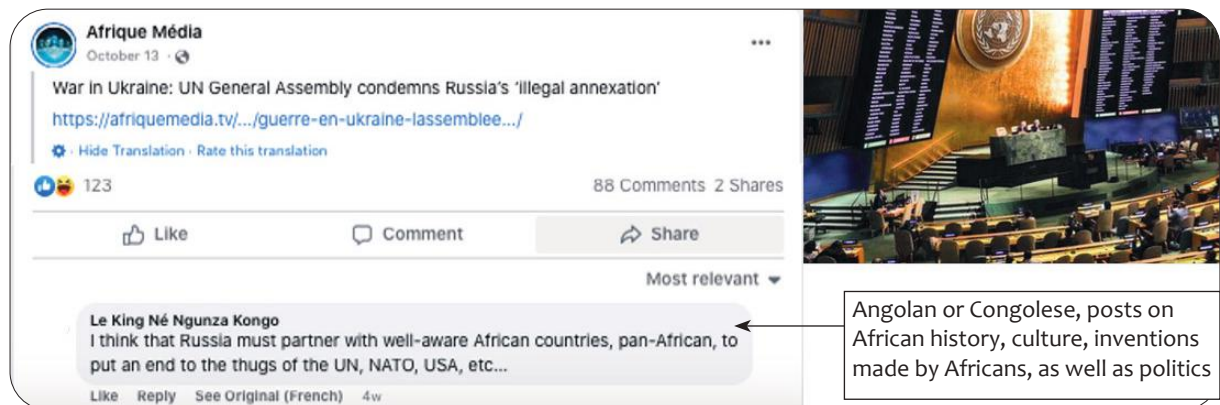 Afrique Média
October 13 ·
War in Ukraine: UN General Assembly condemns Russia's 'illegal annexation'
https://afriquemedia.tv/.../guerre-en-ukraine-lassemblee.../
· Hide Translation · Rate this translation
123
88 Comments 2 Shares
Like
Comment
Share
Most relevant
Le King Né Ngunza Kongo
I think that Russia must partner with well-aware African countries, pan-African, to
put an end to the thugs of the UN, NATO, USA, etc...
Like Reply See Original (French) 4w
Angolan or Congolese, posts on
African history, culture, inventions
made by Africans, as well as politics